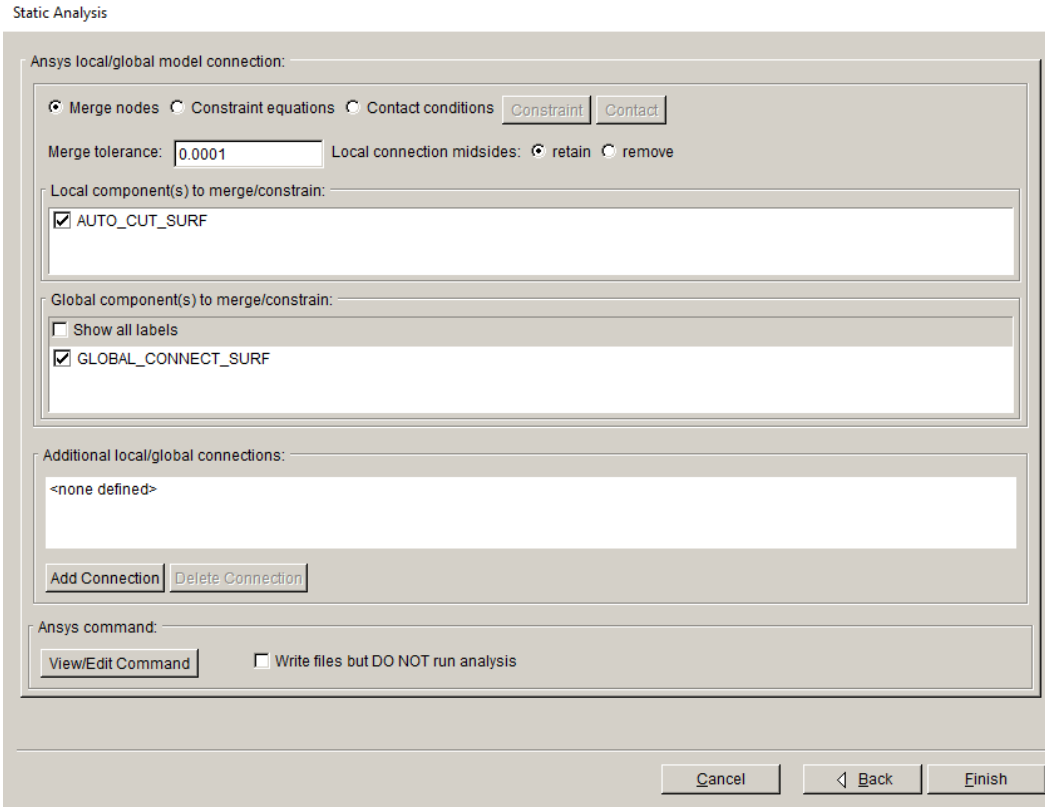 Static Analysis
Ansys local/global model connection:
Merge nodes Constraint equations Contact conditions Constraint Contact
Merge tolerance: 0.0001 Local connection midsides: retain remove
Local component(s) to merge/constrain:
AUTO_CUT_SURF
Global component(s) to merge/constrain:
Show all labels
GLOBAL_CONNECT_SURF
Additional local/global connections:
<none defined>
Add Connection Delete Connection
Ansys command:
View/Edit Command Write files but DO NOT run analysis
Cancel Back Finish